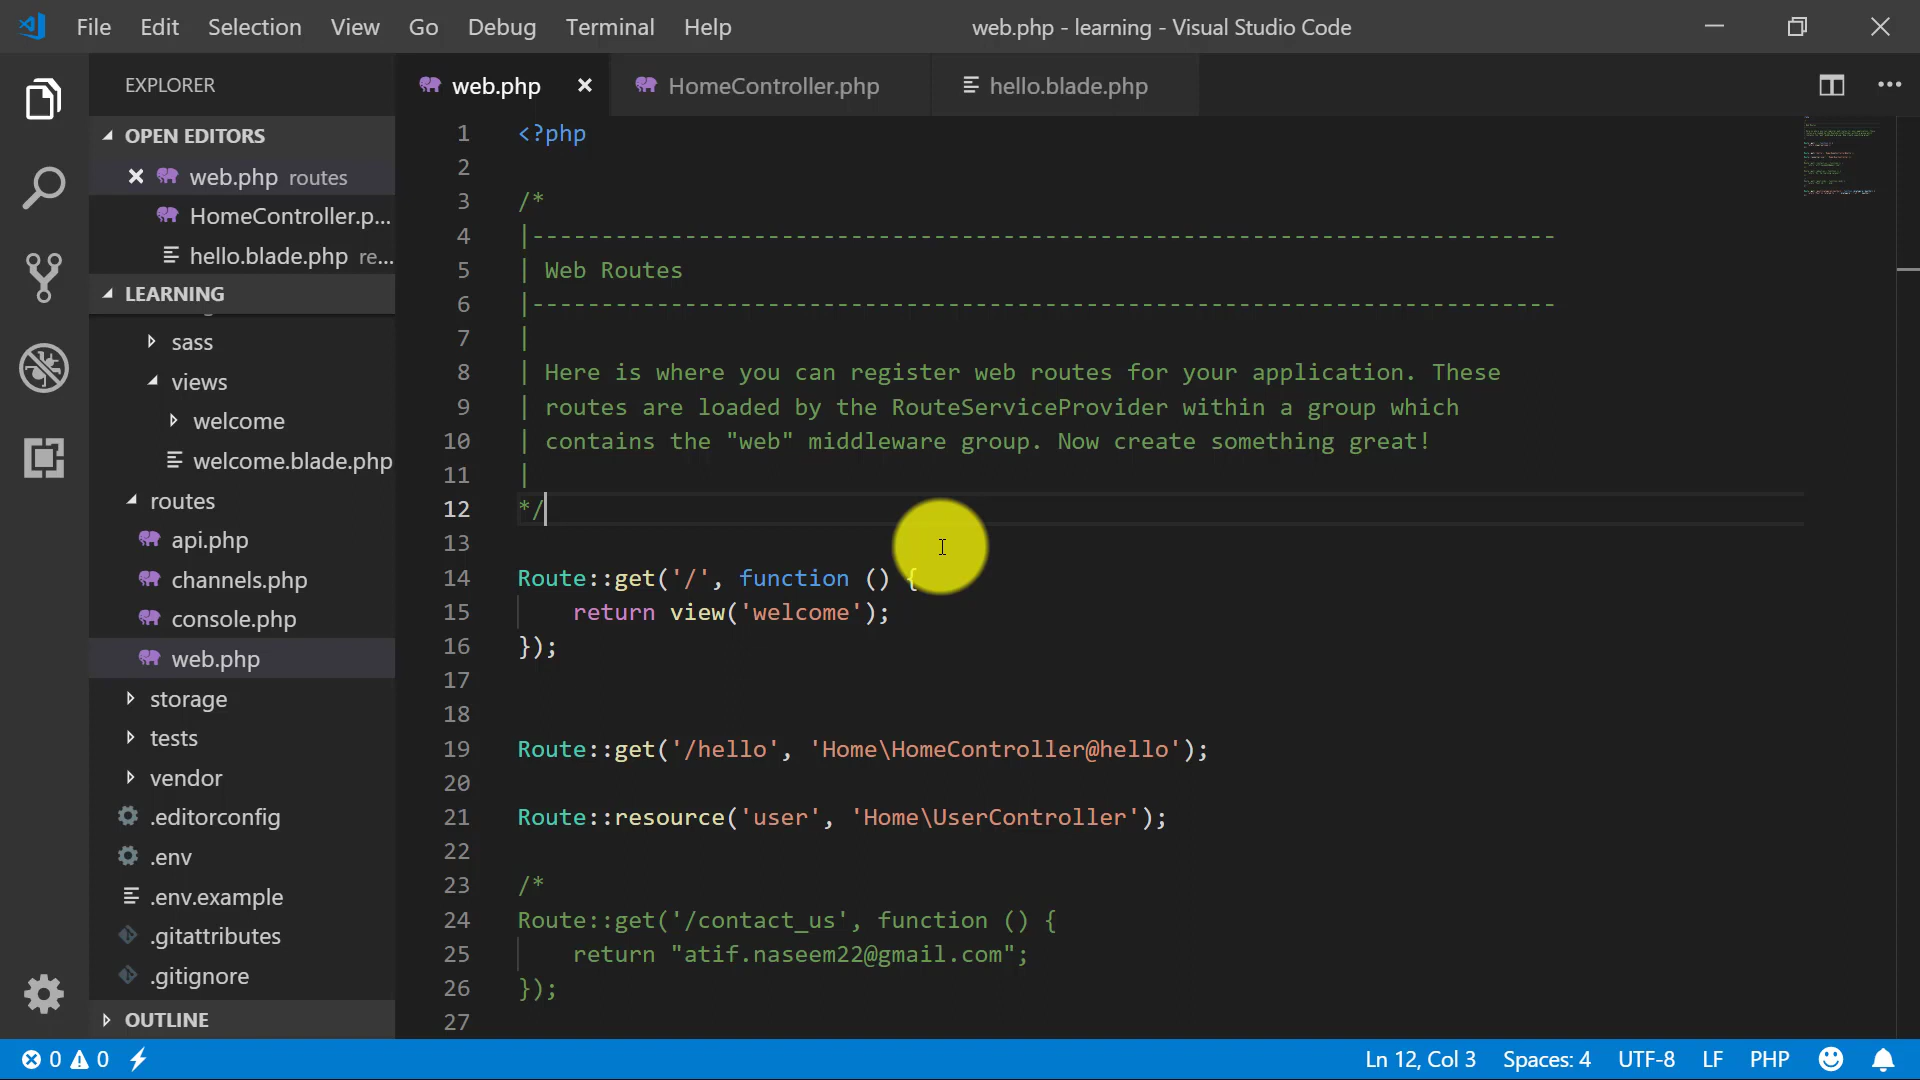 File Edit Selection View Go Debug Terminal Help
web.php - learning - Visual Studio Code
EXPLORER
OPEN EDITORS
web.php routes
HomeController.p...
hello.blade.php re...
LEARNING
sass
views
welcome
welcome.blade.php
routes
api.php
channels.php
console.php
web.php
storage
tests
vendor
.editorconfig
.env
.env.example
.gitattributes
.gitignore
OUTLINE
web.php HomeController.php hello.blade.php
1 <?php
2
3 /*
4 |--------------------------------------------------------------------------
5 | Web Routes
6 |--------------------------------------------------------------------------
7 |
8 | Here is where you can register web routes for your application. These
9 | routes are loaded by the RouteServiceProvider within a group which
10 | contains the "web" middleware group. Now create something great!
11 |
12 */
13
14 Route::get('/', function () {
15 return view('welcome');
16 });
17
18
19 Route::get('/hello', 'Home\HomeController@hello');
20
21 Route::resource('user', 'Home\UserController');
22
23 /*
24 Route::get('/contact_us', function () {
25 return "atif.naseem22@gmail.com";
26 });
27
0 0
Ln 12, Col 3 Spaces: 4 UTF-8 LF PHP